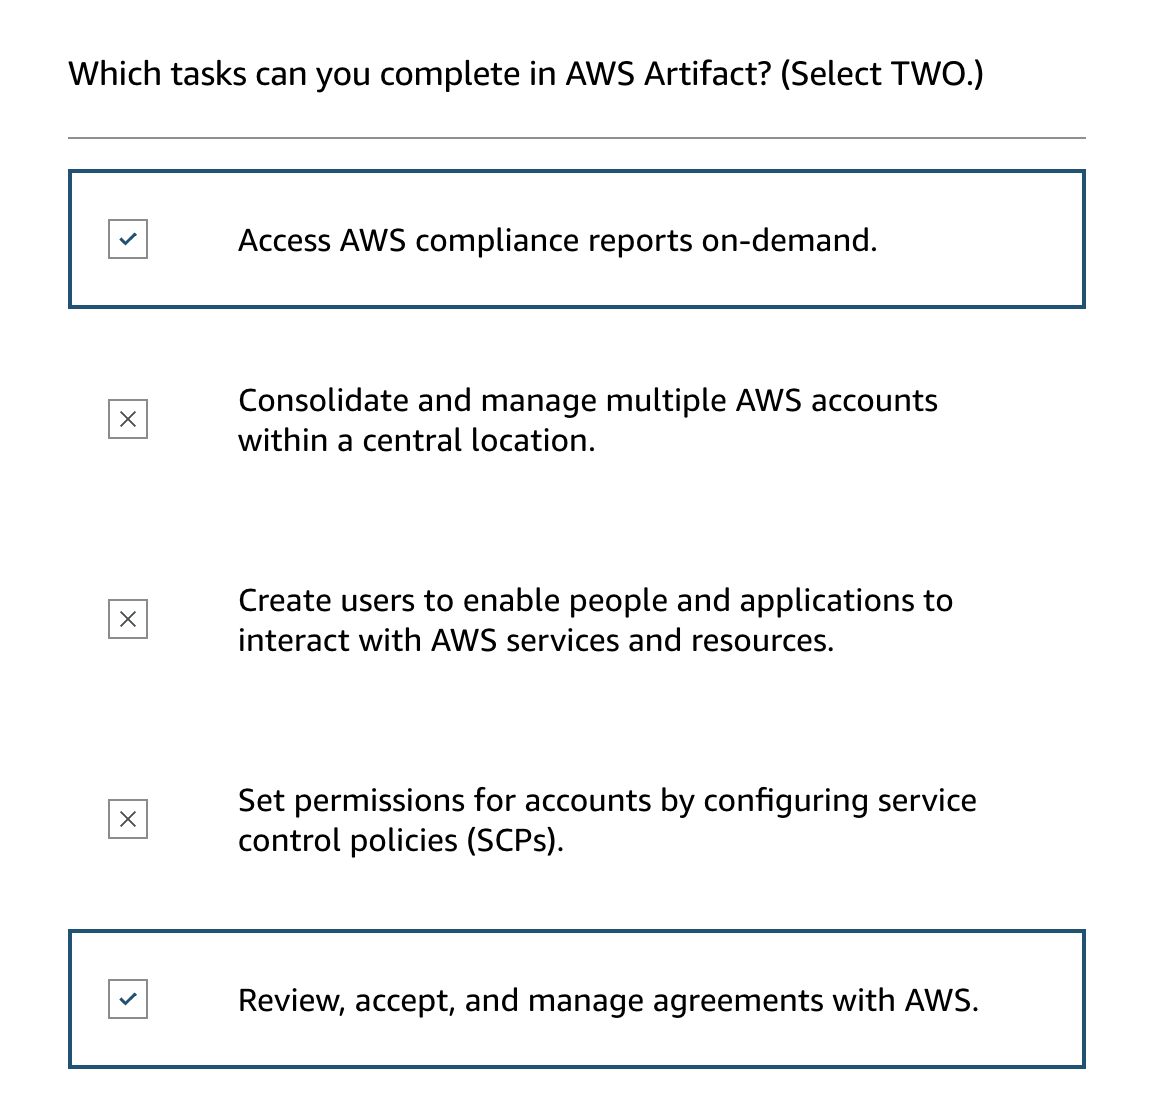 Which tasks can you complete in AWS Artifact? (Select TWO.)
Access AWS compliance reports on-demand.
Consolidate and manage multiple AWS accounts
within a central location.
Create users to enable people and applications to
interact with AWS services and resources.
Set permissions for accounts by configuring service
control policies (SCPs).
Review, accept, and manage agreements with AWS.